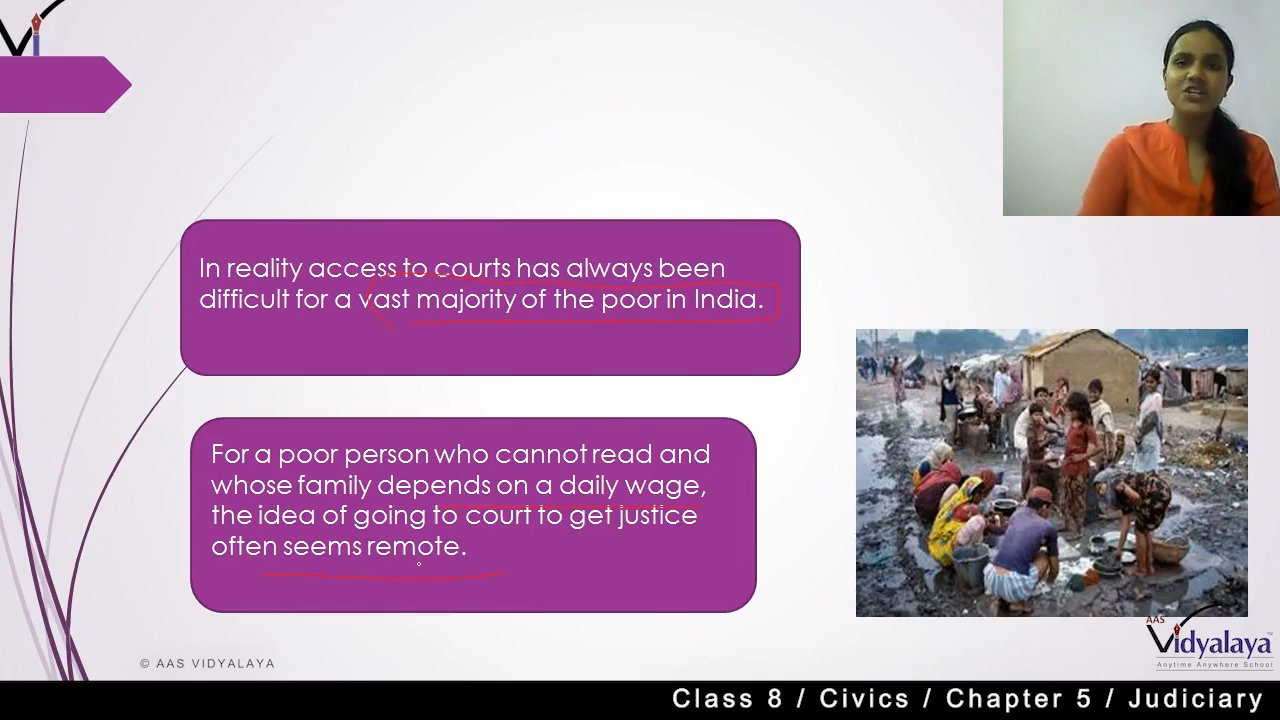 Vi
In reality access to courts has always been
difficult for a vast majority of the poor in India.
For a poor person who cannot read and
whose family depends on a daily wage,
the idea of going to court to get justice
often seems remote.
AAS
Vidyalaya
TM
Anytime Anywhere School
© AAS VIDYALAYA
Class 8 / Civics / Chapter 5 / Judiciary